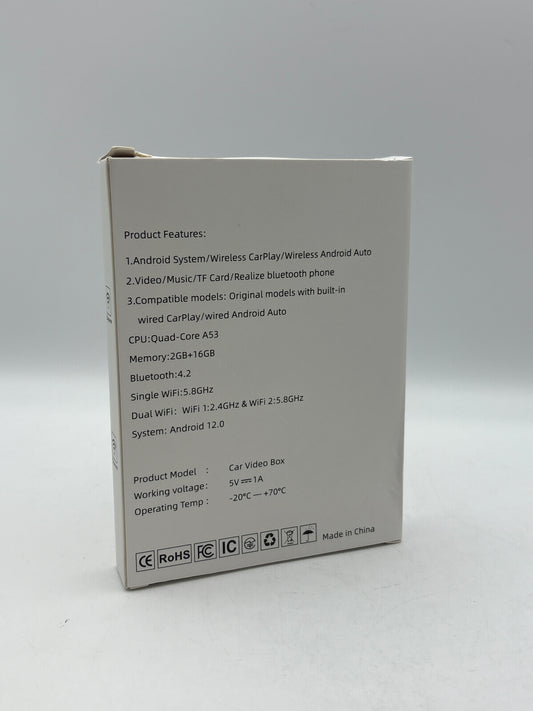 Product Features:
1.Android System/Wireless CarPlay/Wireless Android Auto
2.Video/Music/TF Card/Realize bluetooth phone
3.Compatible models: Original models with built-in
wired CarPlay/wired Android Auto
CPU:Quad-Core A53
Memory:2GB+16GB
Bluetooth:4.2
Single WiFi:5.8GHz
Dual WiFi: WiFi 1:2.4GHz & WiFi 2:5.8GHz
System: Android 12.0
Product Model : Car Video Box
Working voltage: 5V⎓1A
Operating Temp : -20°C — +70°C
CE RoHS FC IC Made in China